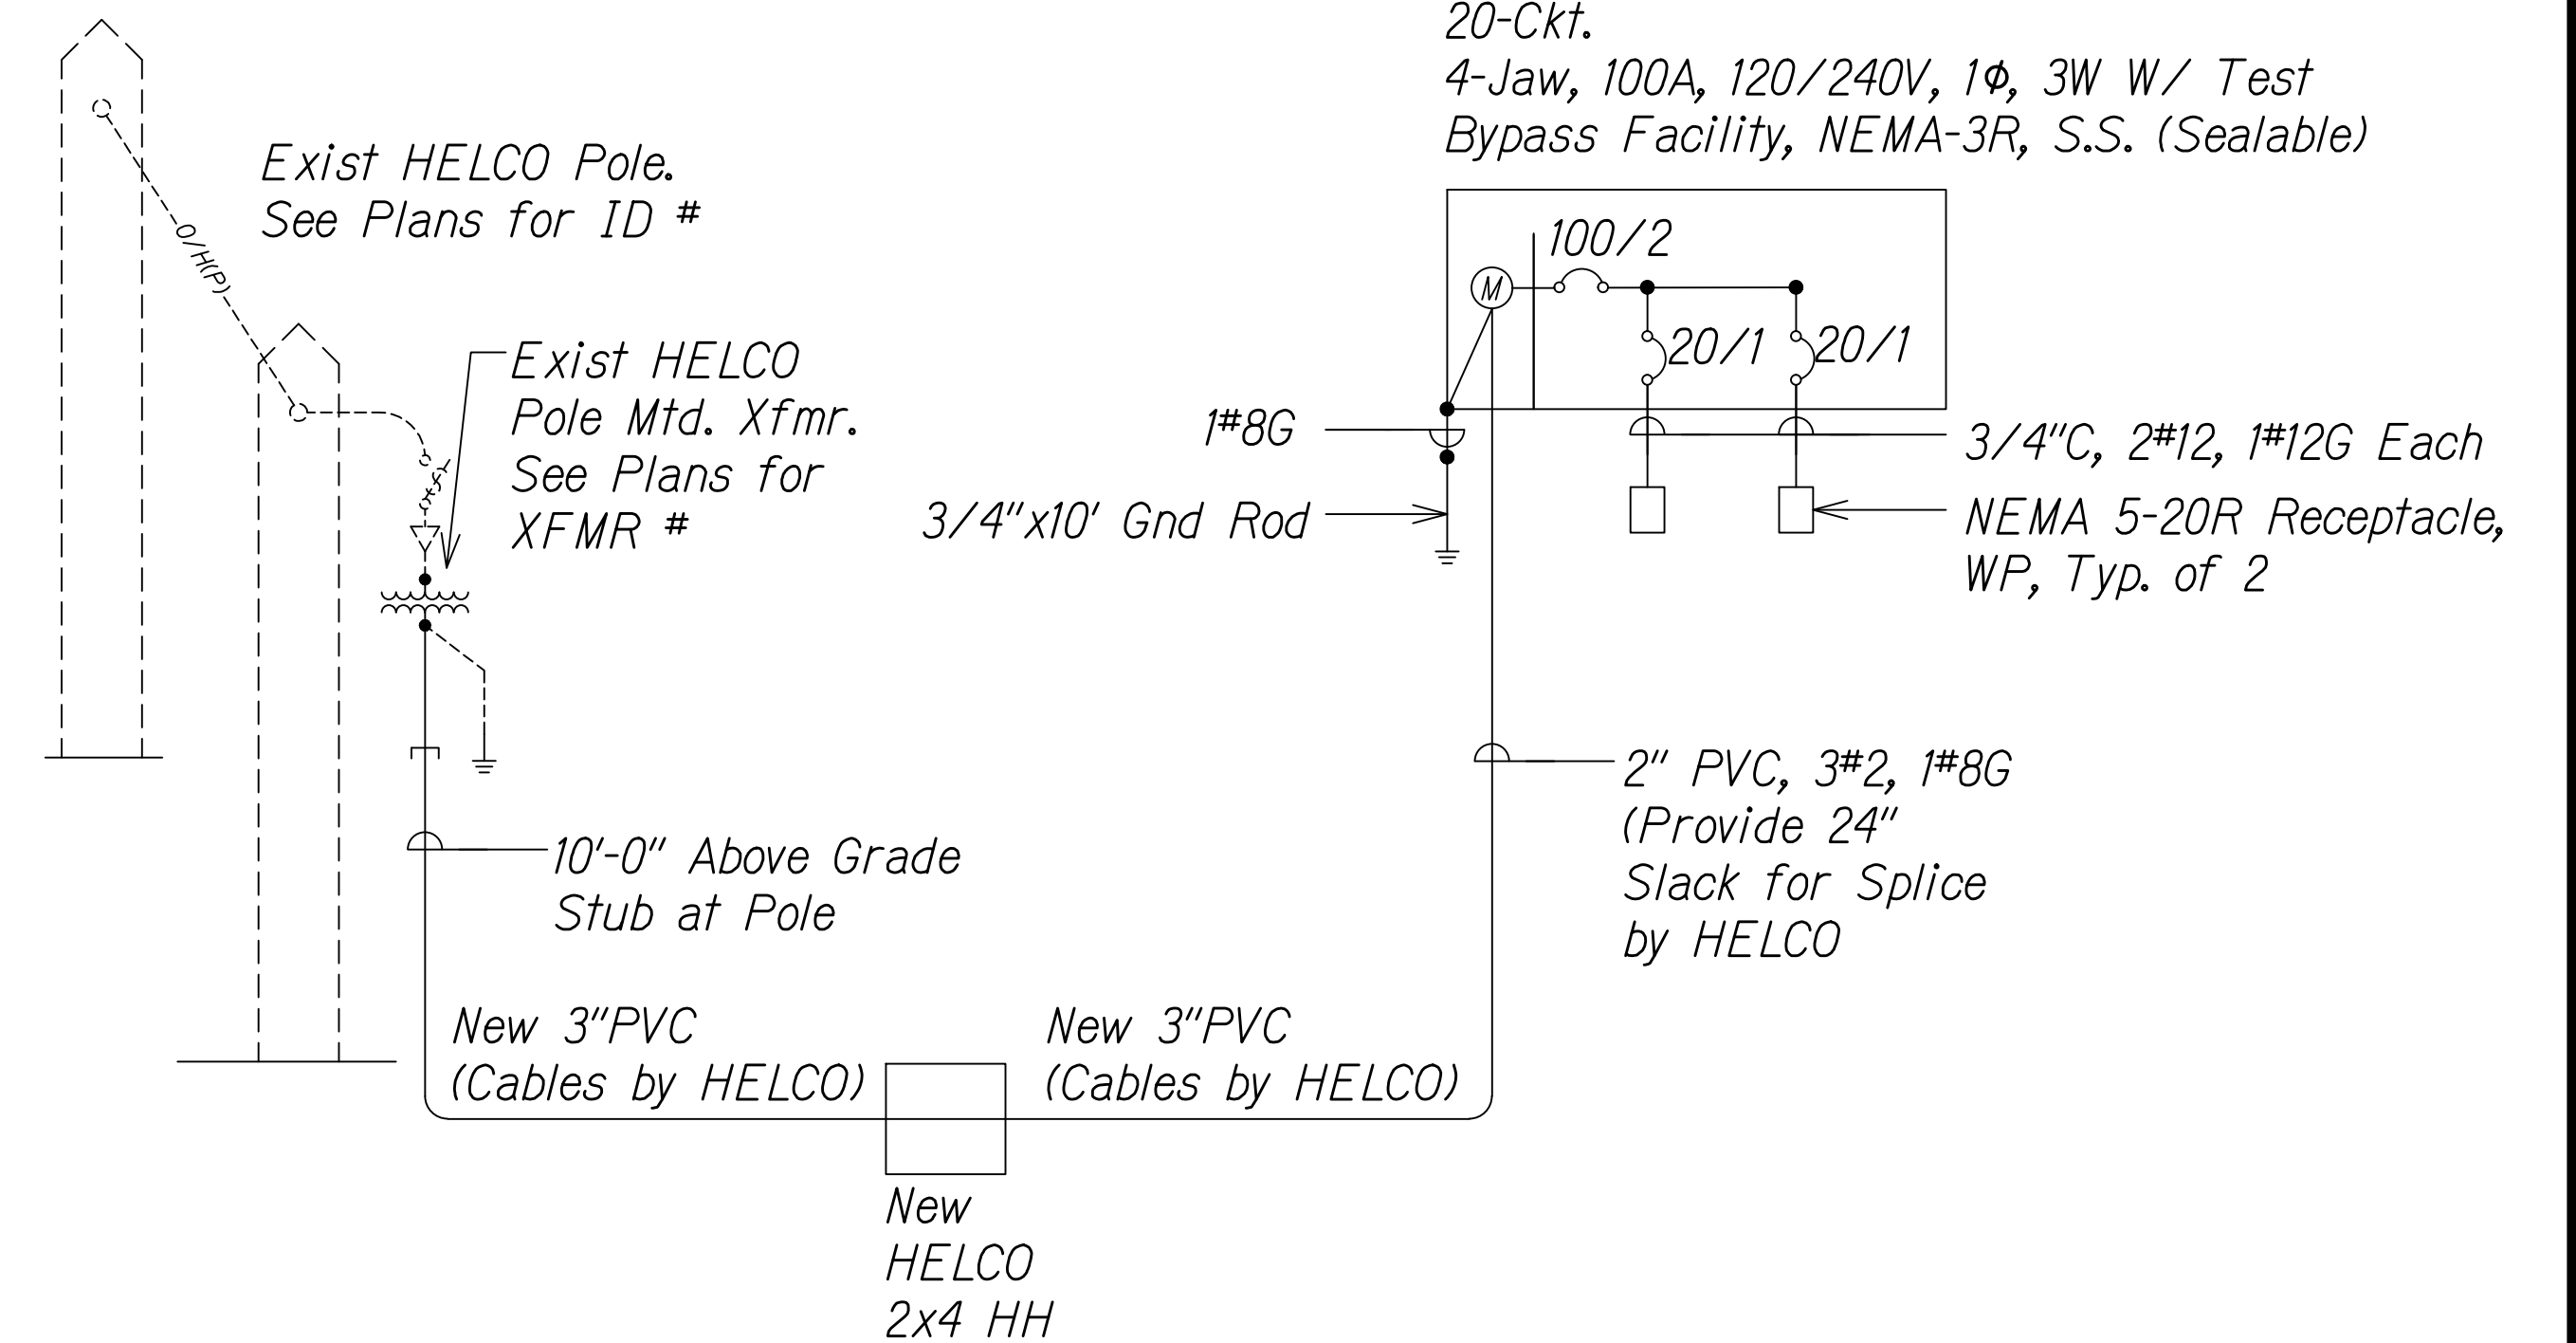 20-Ckt.
4-Jaw, 100A, 120/240V, 1ϕ, 3W W/ Test
Bypass Facility, NEMA-3R, S.S. (Sealable)
Exist HELCO Pole.
See Plans for ID #
O/H(P)
100/2
M
20/1
20/1
Exist HELCO
Pole Mtd. Xfmr.
See Plans for
XFMR #
1#8G
3/4"x10' Gnd Rod
3/4"C, 2#12, 1#12G Each
NEMA 5-20R Receptacle,
WP, Typ. of 2
2" PVC, 3#2, 1#8G
(Provide 24"
Slack for Splice
by HELCO
10'-0" Above Grade
Stub at Pole
New 3"PVC
(Cables by HELCO)
New 3"PVC
(Cables by HELCO)
New
HELCO
2x4 HH